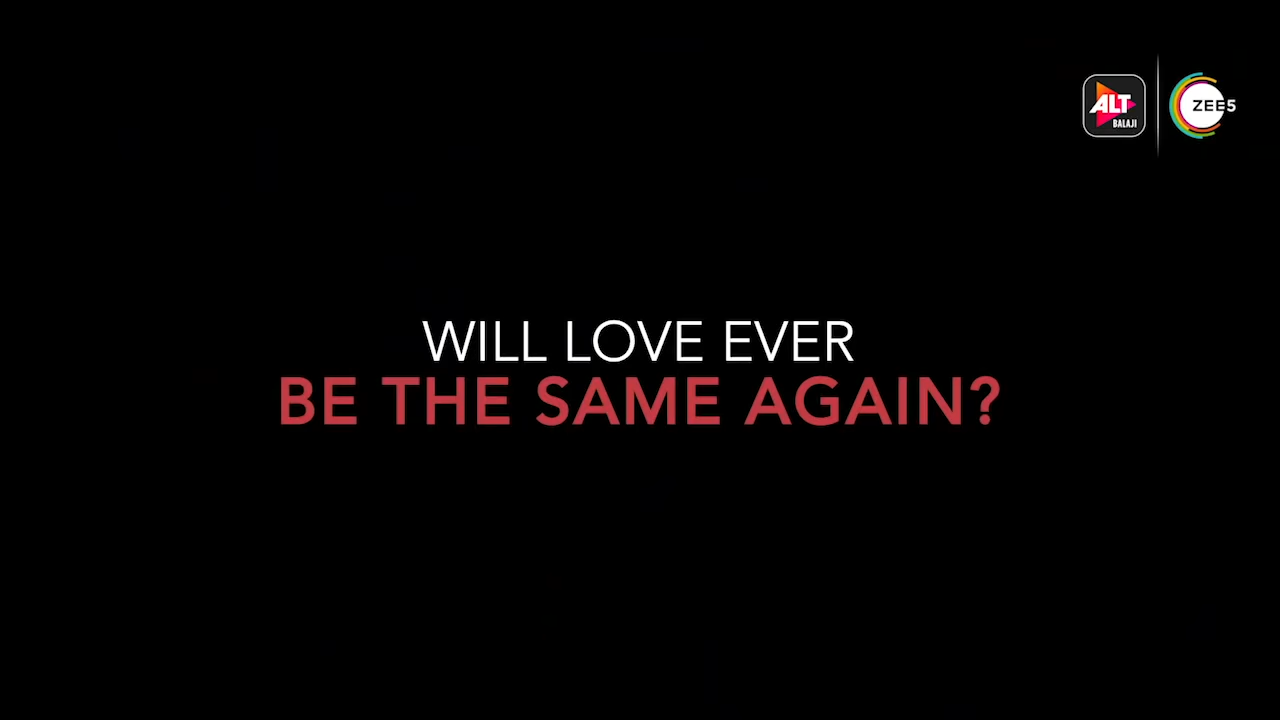 ALT
BALAJI
ZEE5
WILL LOVE EVER
BE THE SAME AGAIN?